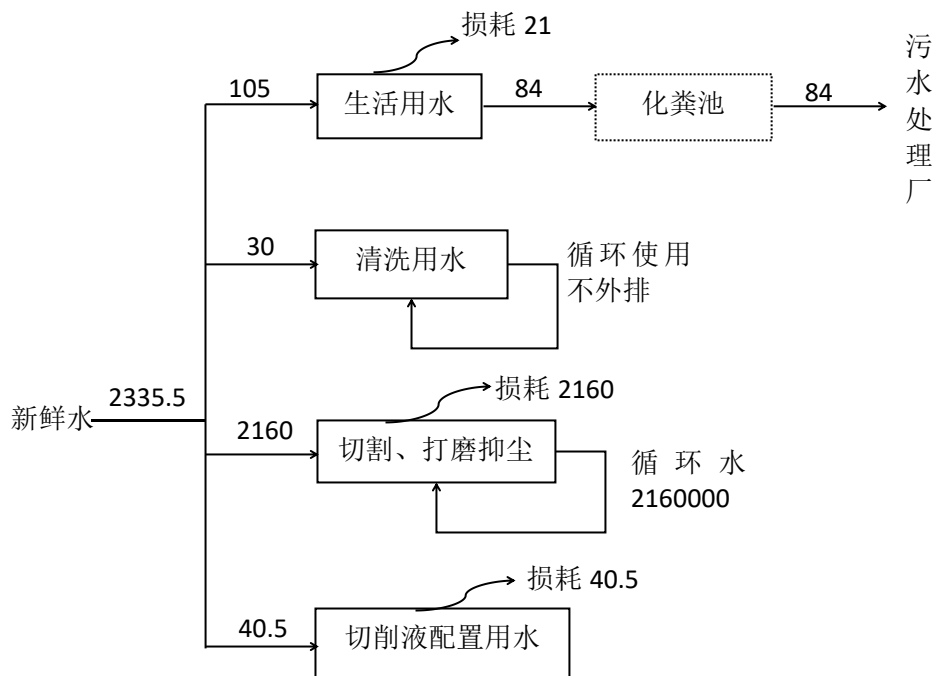 损耗 21
105
生活用水
84
化粪池
84
污
水
处
理
厂
30
清洗用水
循环使用
不外排
新鲜水
2335.5
损耗 2160
2160
切割、打磨抑尘
循环水
2160000
损耗 40.5
40.5
切削液配置用水